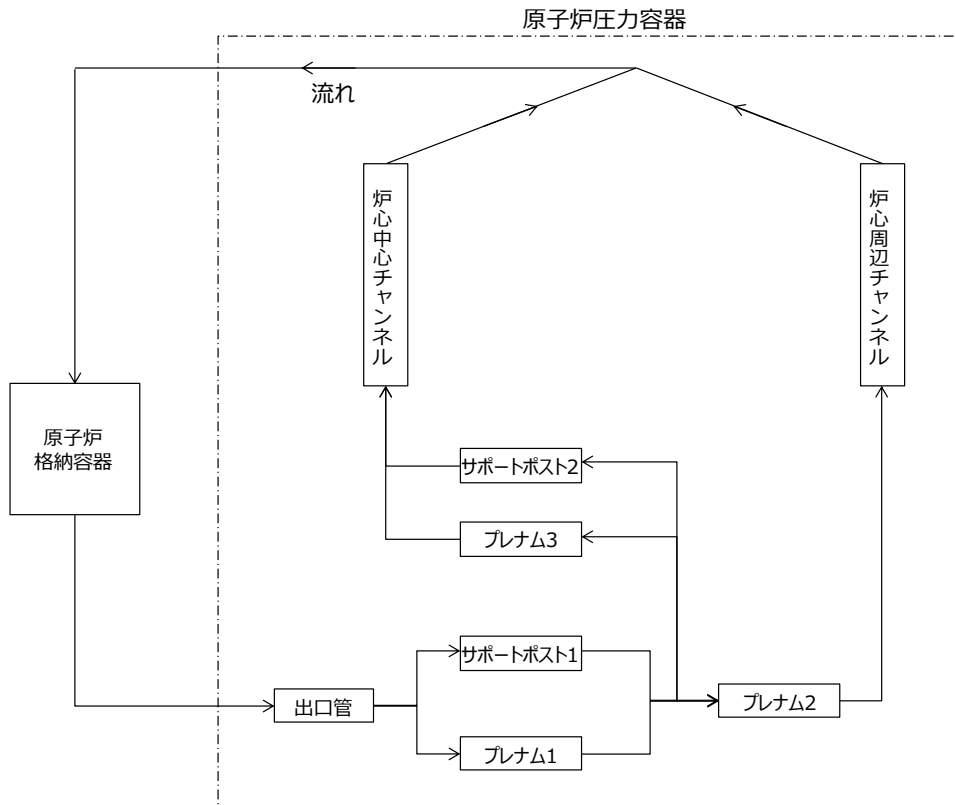 原子炉圧力容器
流れ
炉心中心チャンネル
炉心周辺チャンネル
原子炉
格納容器
サポートポスト2
プレナム3
サポートポスト1
出口管
プレナム2
プレナム1